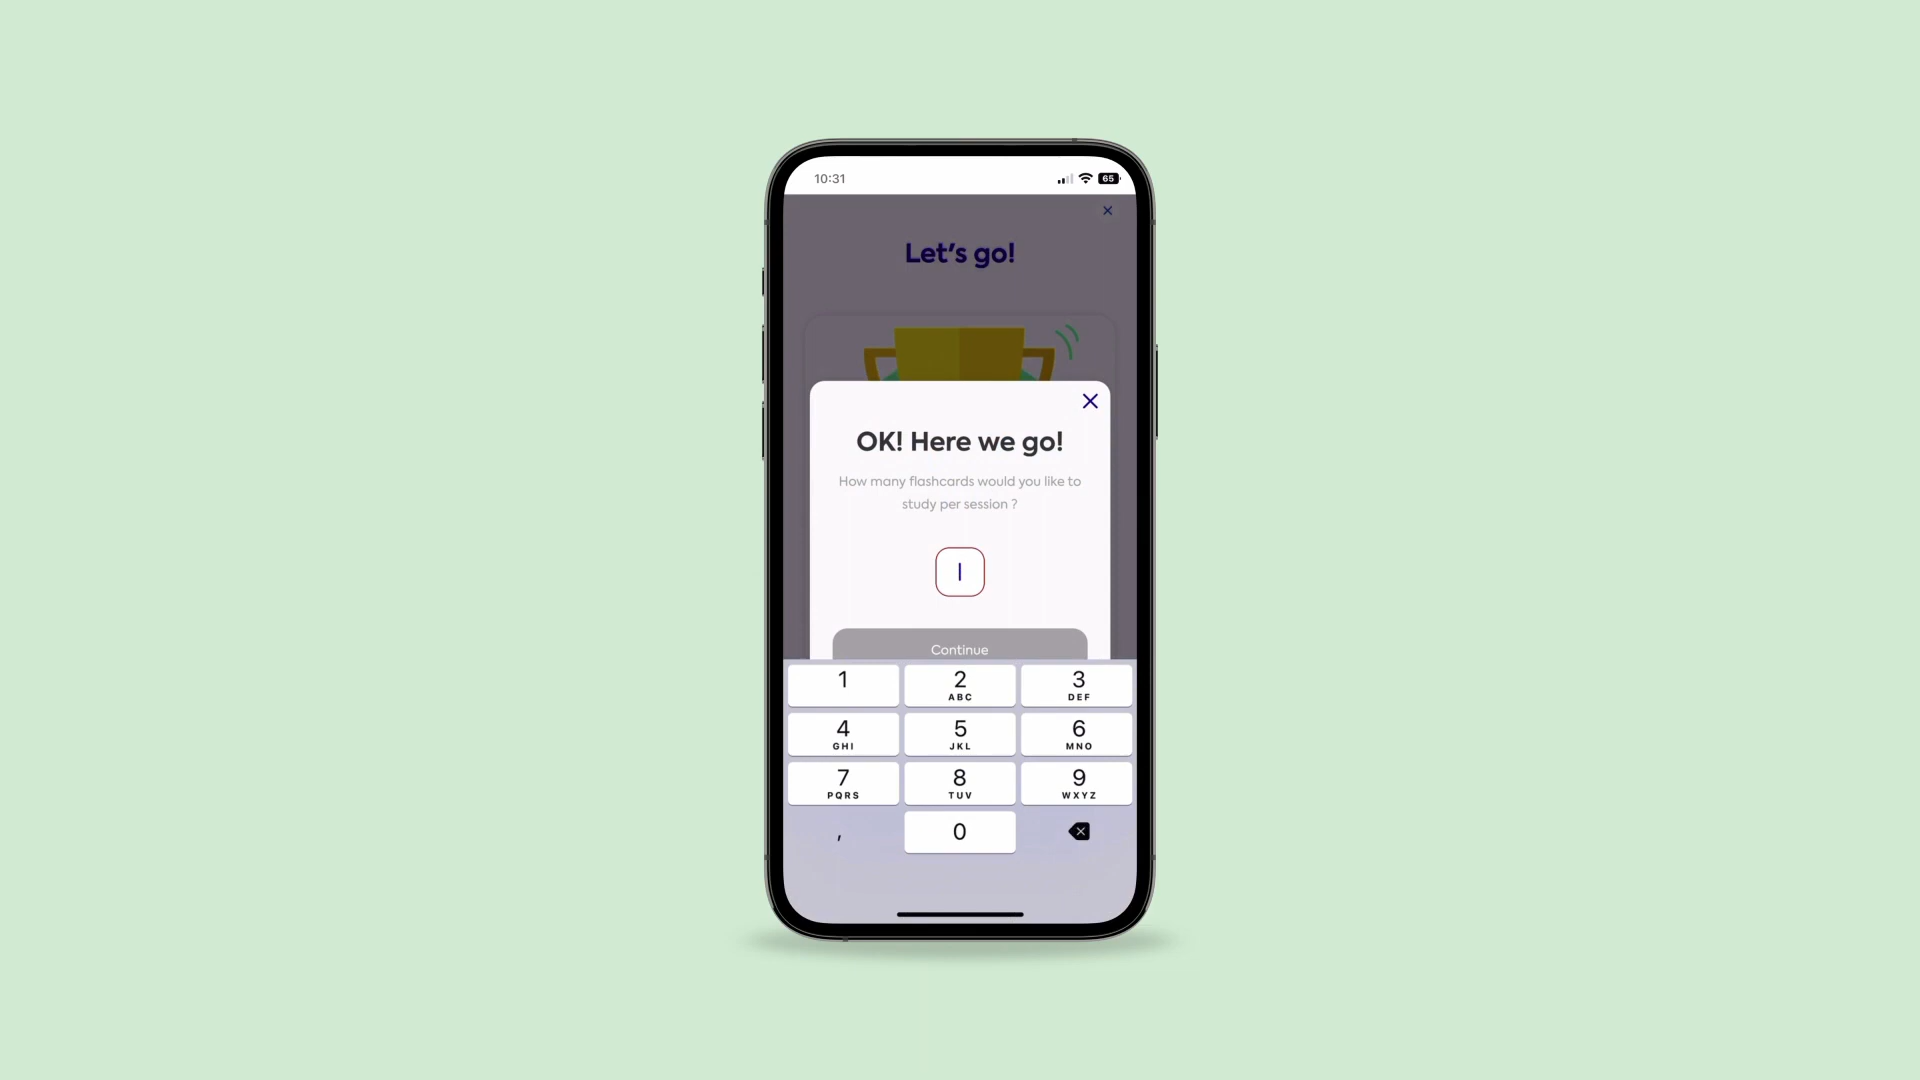 10:31
65
Let's go!
OK! Here we go!
How many flashcards would you like to
study per session ?
Continue
1
2
ABC
3
DEF
4
GHI
5
JKL
6
MNO
7
PQRS
8
TUV
9
WXYZ
,
0